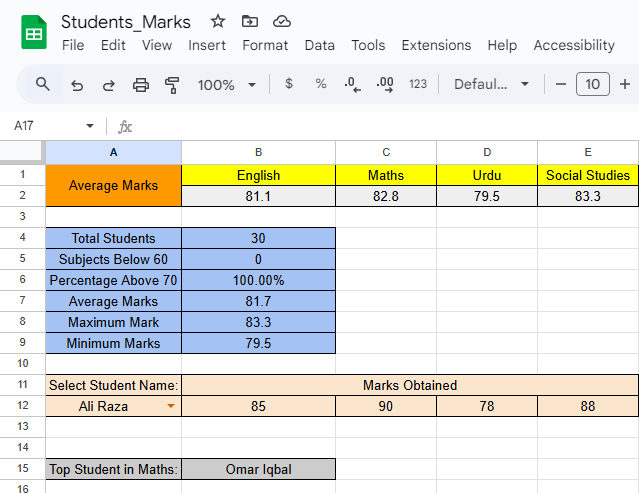 Students_Marks
File Edit View Insert Format Data Tools Extensions Help Accessibility
100% $ % .0 .00 123 Defaul... − 10 +
A17 fx
A B C D E
1 Average Marks English Maths Urdu Social Studies
2 81.1 82.8 79.5 83.3
3
4 Total Students 30
5 Subjects Below 60 0
6 Percentage Above 70 100.00%
7 Average Marks 81.7
8 Maximum Mark 83.3
9 Minimum Marks 79.5
10
11 Select Student Name: Marks Obtained
12 Ali Raza 85 90 78 88
13
14
15 Top Student in Maths: Omar Iqbal
16